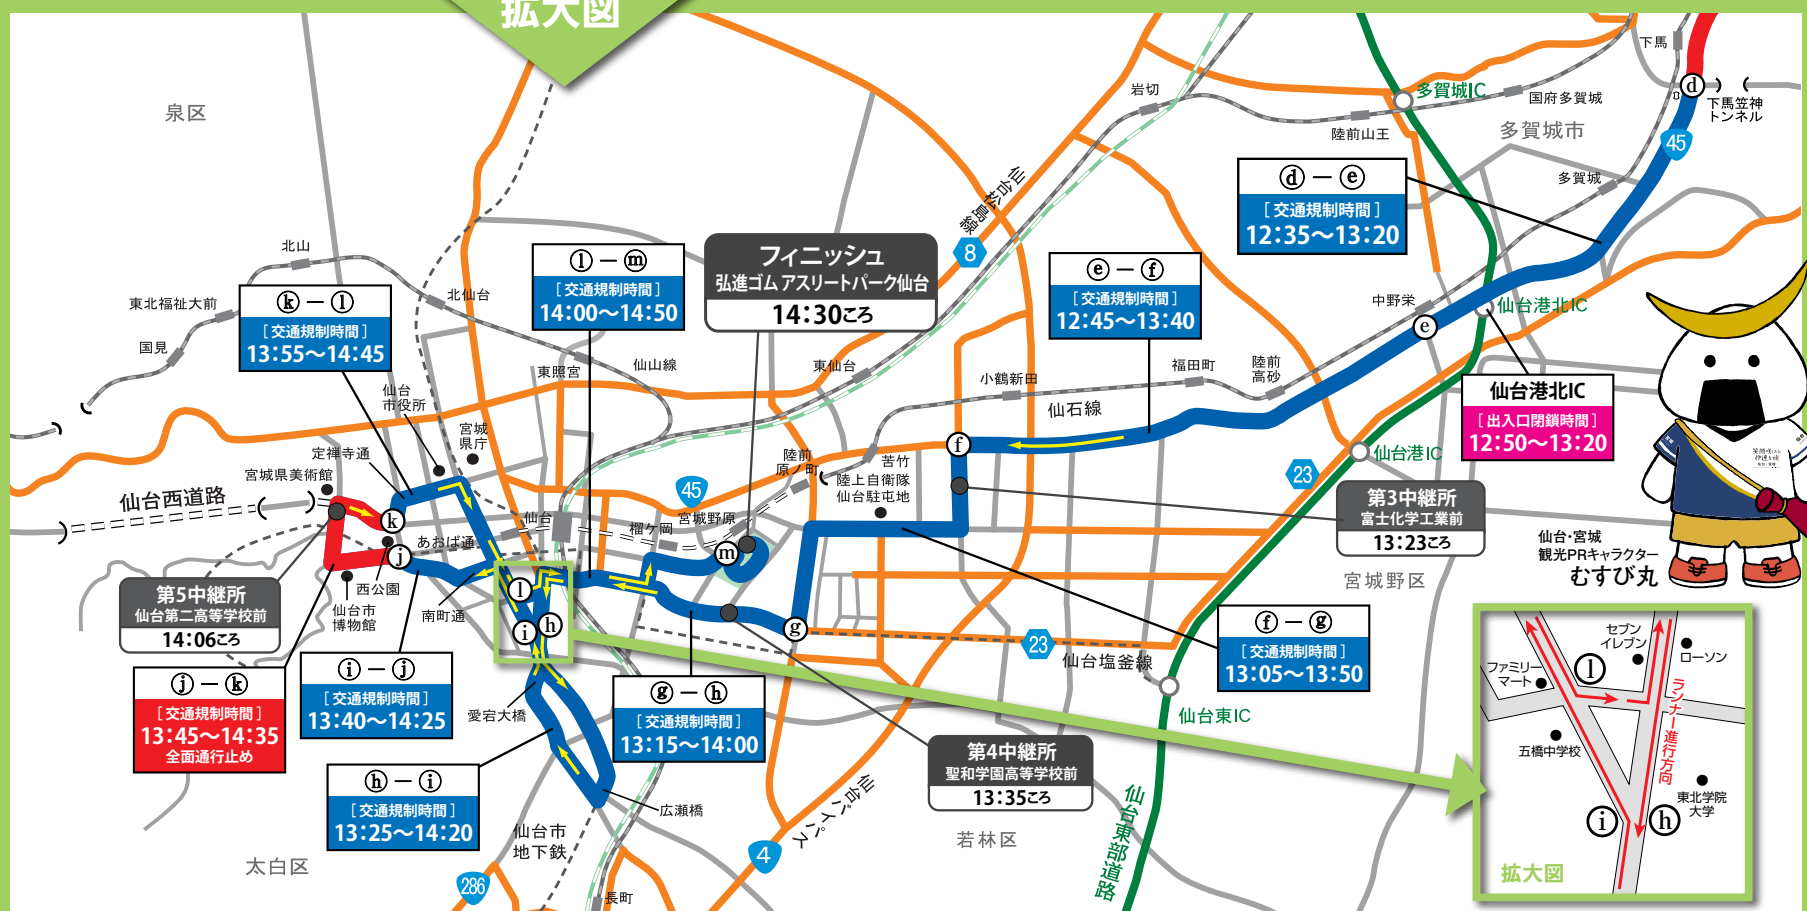 拡大図
泉区
下馬
岩切
多賀城IC
国府多賀城
下馬笠神
トンネル
陸前山王
多賀城市
d
45
多賀城
ⓓ－ⓔ
[交通規制時間]
12:35～13:20
仙台松島線
8
北山
北仙台
東北福祉大前
国見
ⓚ－ⓛ
[交通規制時間]
13:55～14:45
ⓛ－ⓜ
[交通規制時間]
14:00～14:50
フィニッシュ
弘進ゴム アスリートパーク仙台
14:30ころ
ⓔ－ⓕ
[交通規制時間]
12:45～13:40
中野栄
仙台港北IC
e
東照宮
仙山線
東仙台
小鶴新田
福田町
陸前
高砂
仙石線
仙台港北IC
[出入口閉鎖時間]
12:50～13:20
仙台
市役所
宮城
県庁
定禅寺通
宮城県美術館
仙台西道路
陸前
原ノ町
苦竹
陸上自衛隊
仙台駐屯地
f
仙台港IC
23
45
第3中継所
富士化学工業前
13:23ころ
k
j
あおば通
仙台
榴ケ岡
宮城野原
m
仙台・宮城
観光PRキャラクター
むすび丸
宮城野区
第5中継所
仙台第二高等学校前
14:06ころ
西公園
仙台市
博物館
南町通
l
i
h
g
23
仙台塩釜線
ⓕ－ⓖ
[交通規制時間]
13:05～13:50
ⓙ－ⓚ
[交通規制時間]
13:45～14:35
全面通行止め
ⓘ－ⓙ
[交通規制時間]
13:40～14:25
愛宕大橋
ⓖ－ⓗ
[交通規制時間]
13:15～14:00
仙台東IC
第4中継所
聖和学園高等学校前
13:35ころ
ⓗ－ⓘ
[交通規制時間]
13:25～14:20
広瀬橋
仙台市
地下鉄
仙台バイパス
4
286
長町
太白区
若林区
仙台東部道路
セブン
イレブン
ローソン
ファミリー
マート
l
ランナー進行方向
五橋中学校
東北学院
大学
i
h
拡大図